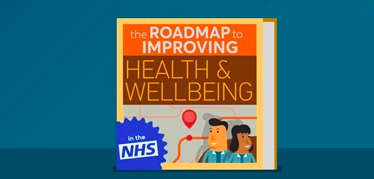 the ROADMAP to
IMPROVING
HEALTH &
WELLBEING
in the
NHS